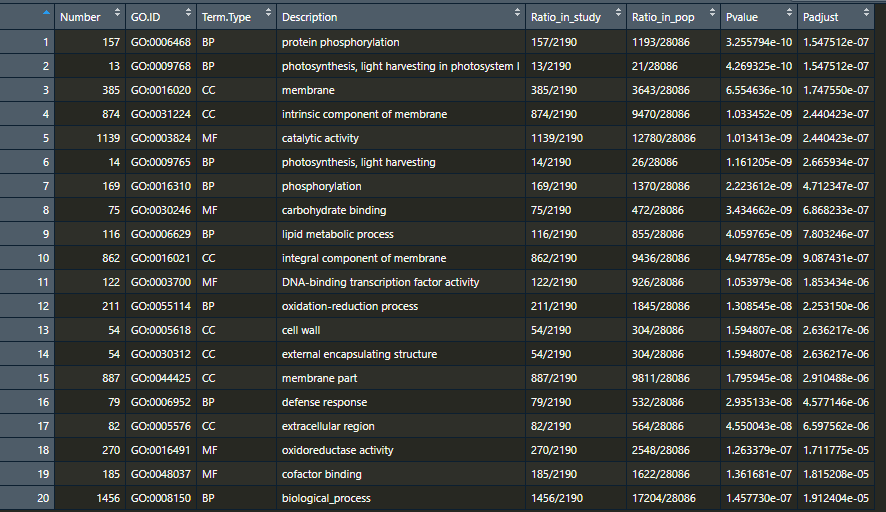 Number GO.ID Term.Type Description Ratio_in_study Ratio_in_pop Pvalue Padjust
1 157 GO:0006468 BP protein phosphorylation 157/2190 1193/28086 3.255794e-10 1.547512e-07
2 13 GO:0009768 BP photosynthesis, light harvesting in photosystem I 13/2190 21/28086 4.269325e-10 1.547512e-07
3 385 GO:0016020 CC membrane 385/2190 3643/28086 6.554636e-10 1.747550e-07
4 874 GO:0031224 CC intrinsic component of membrane 874/2190 9470/28086 1.033452e-09 2.440423e-07
5 1139 GO:0003824 MF catalytic activity 1139/2190 12780/28086 1.013413e-09 2.440423e-07
6 14 GO:0009765 BP photosynthesis, light harvesting 14/2190 26/28086 1.161205e-09 2.665934e-07
7 169 GO:0016310 BP phosphorylation 169/2190 1370/28086 2.223612e-09 4.712347e-07
8 75 GO:0030246 MF carbohydrate binding 75/2190 472/28086 3.434662e-09 6.868233e-07
9 116 GO:0006629 BP lipid metabolic process 116/2190 855/28086 4.059765e-09 7.803246e-07
10 862 GO:0016021 CC integral component of membrane 862/2190 9436/28086 4.947785e-09 9.087431e-07
11 122 GO:0003700 MF DNA-binding transcription factor activity 122/2190 926/28086 1.053979e-08 1.853434e-06
12 211 GO:0055114 BP oxidation-reduction process 211/2190 1845/28086 1.308545e-08 2.253150e-06
13 54 GO:0005618 CC cell wall 54/2190 304/28086 1.594807e-08 2.636217e-06
14 54 GO:0030312 CC external encapsulating structure 54/2190 304/28086 1.594807e-08 2.636217e-06
15 887 GO:0044425 CC membrane part 887/2190 9811/28086 1.795945e-08 2.910488e-06
16 79 GO:0006952 BP defense response 79/2190 532/28086 2.935133e-08 4.577146e-06
17 82 GO:0005576 CC extracellular region 82/2190 564/28086 4.550043e-08 6.597562e-06
18 270 GO:0016491 MF oxidoreductase activity 270/2190 2548/28086 1.263379e-07 1.711775e-05
19 185 GO:0048037 MF cofactor binding 185/2190 1622/28086 1.361681e-07 1.815208e-05
20 1456 GO:0008150 BP biological_process 1456/2190 17204/28086 1.457730e-07 1.912404e-05